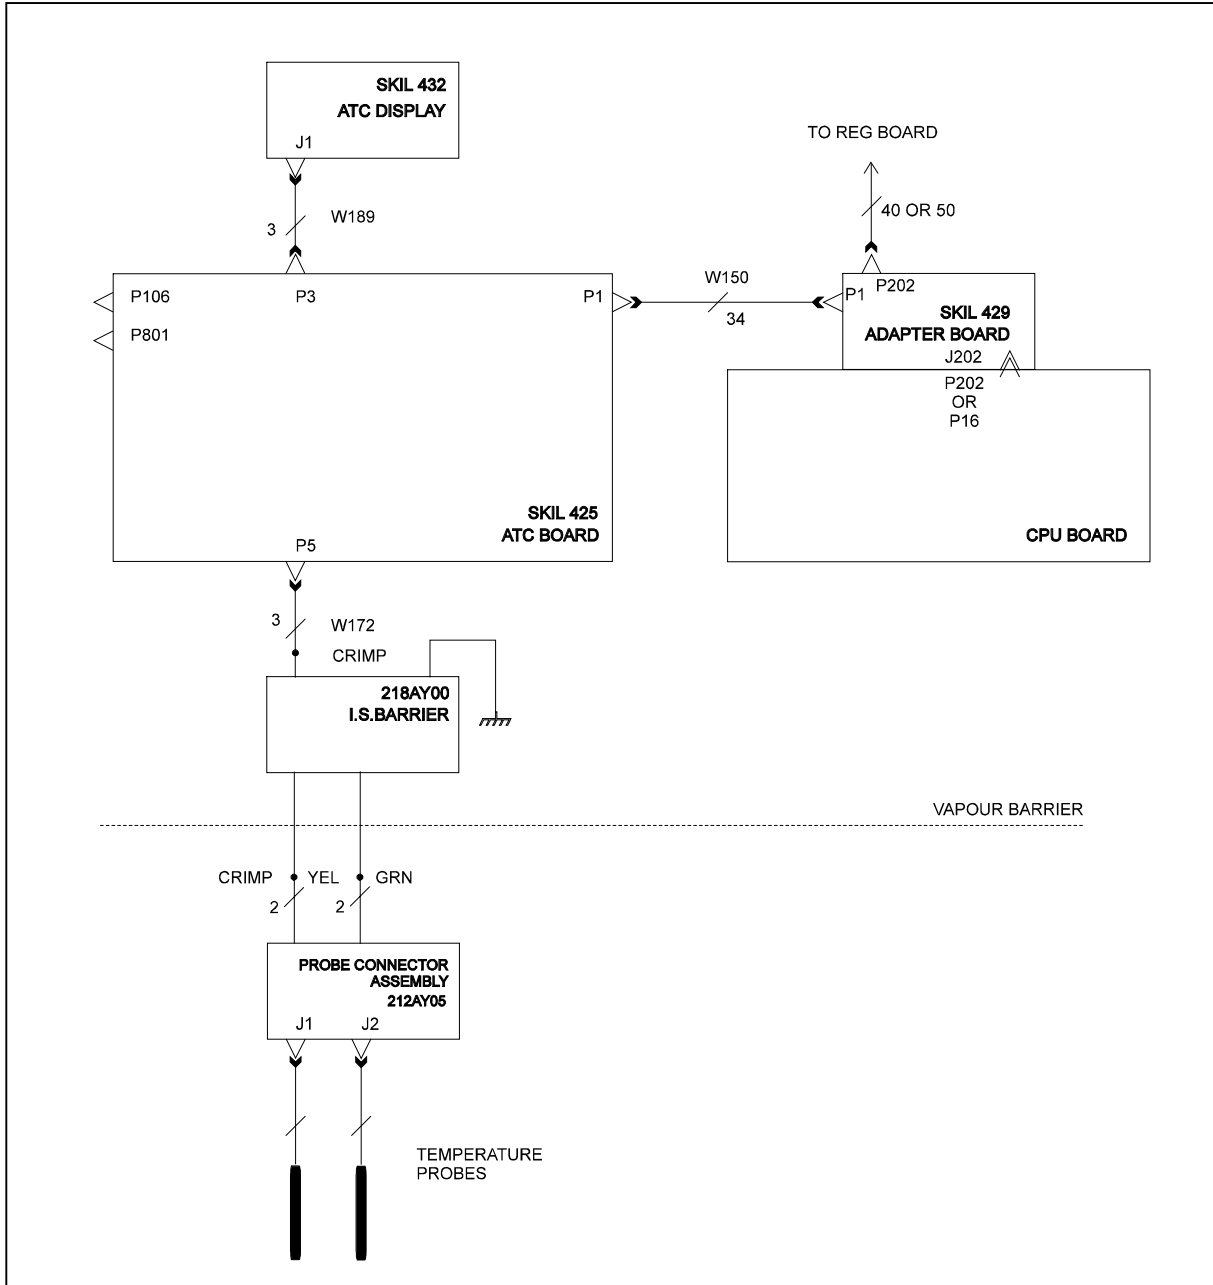 SKIL 432
ATC DISPLAY
J1
TO REG BOARD
3
W189
40 OR 50
P106
P3
P1
W150
P1
P202
P801
34
SKIL 429
ADAPTER BOARD
J202
P202
OR
P16
SKIL 425
ATC BOARD
CPU BOARD
P5
3
W172
CRIMP
218AY00
I.S.BARRIER
VAPOUR BARRIER
CRIMP
YEL
GRN
2
2
PROBE CONNECTOR
ASSEMBLY
212AY05
J1
J2
TEMPERATURE
PROBES